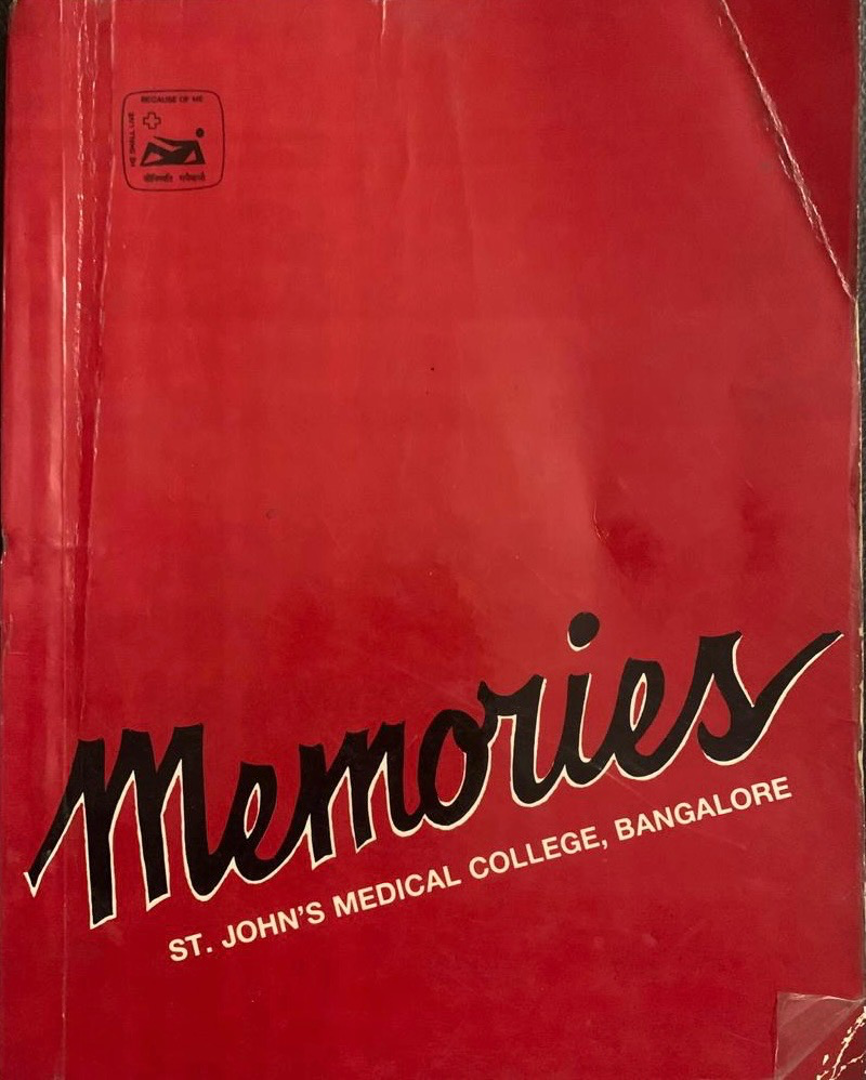 BECAUSE OF ME
HE SHALL LIVE
Memories
ST. JOHN'S MEDICAL COLLEGE, BANGALORE